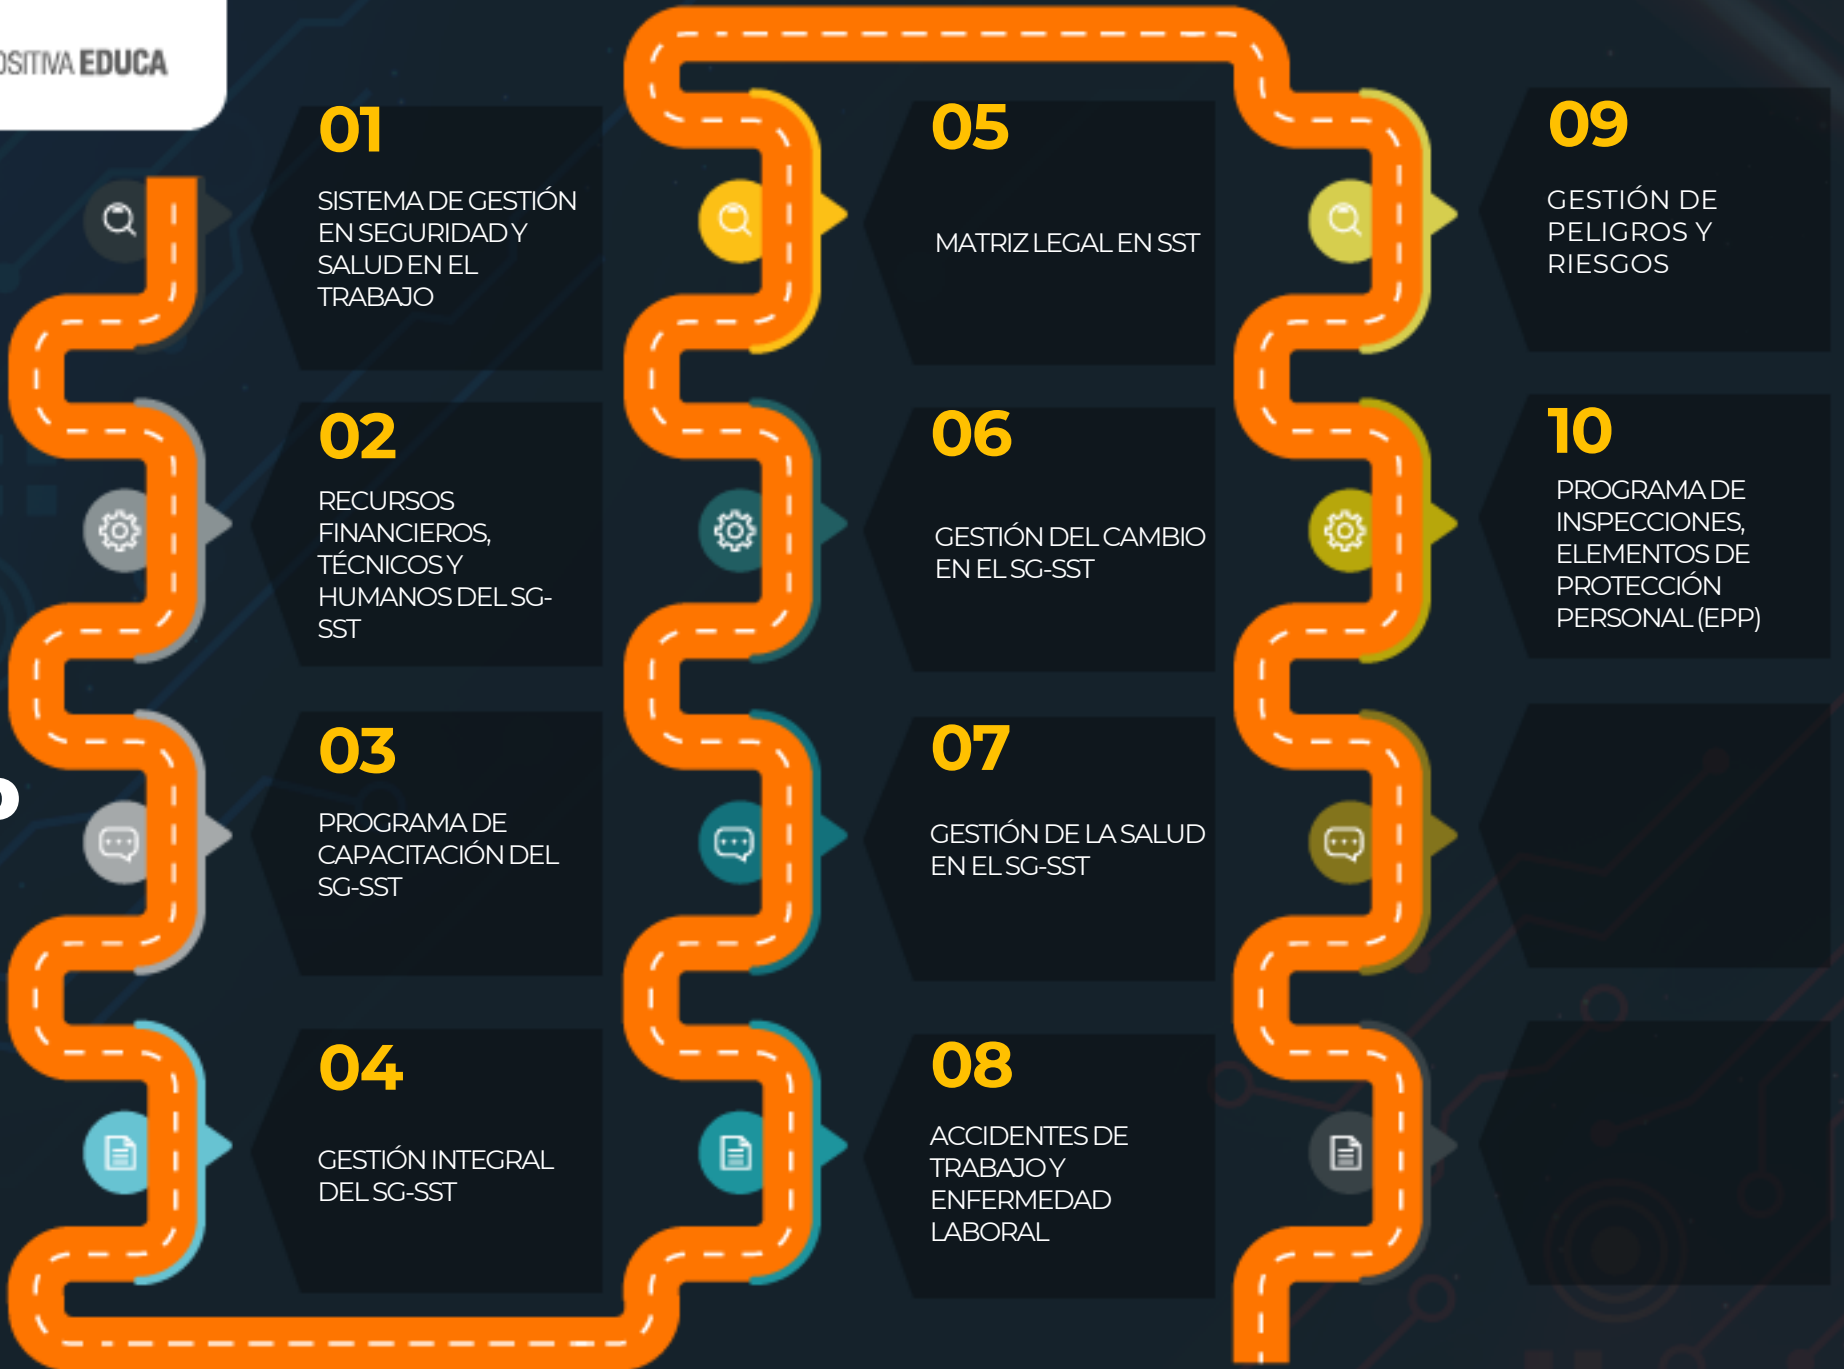 EDUCA
01
SISTEMA DE GESTIÓN
EN SEGURIDAD Y
SALUD EN EL
TRABAJO
02
RECURSOS
FINANCIEROS,
TÉCNICOS Y
HUMANOS DEL SG-
SST
03
PROGRAMA DE
CAPACITACIÓN DEL
SG-SST
04
GESTIÓN INTEGRAL
DEL SG-SST
05
MATRIZ LEGAL EN SST
06
GESTIÓN DEL CAMBIO
EN EL SG-SST
07
GESTIÓN DE LA SALUD
EN EL SG-SST
08
ACCIDENTES DE
TRABAJO Y
ENFERMEDAD
LABORAL
09
GESTIÓN DE
PELIGROS Y
RIESGOS
10
PROGRAMA DE
INSPECCIONES,
ELEMENTOS DE
PROTECCIÓN
PERSONAL (EPP)